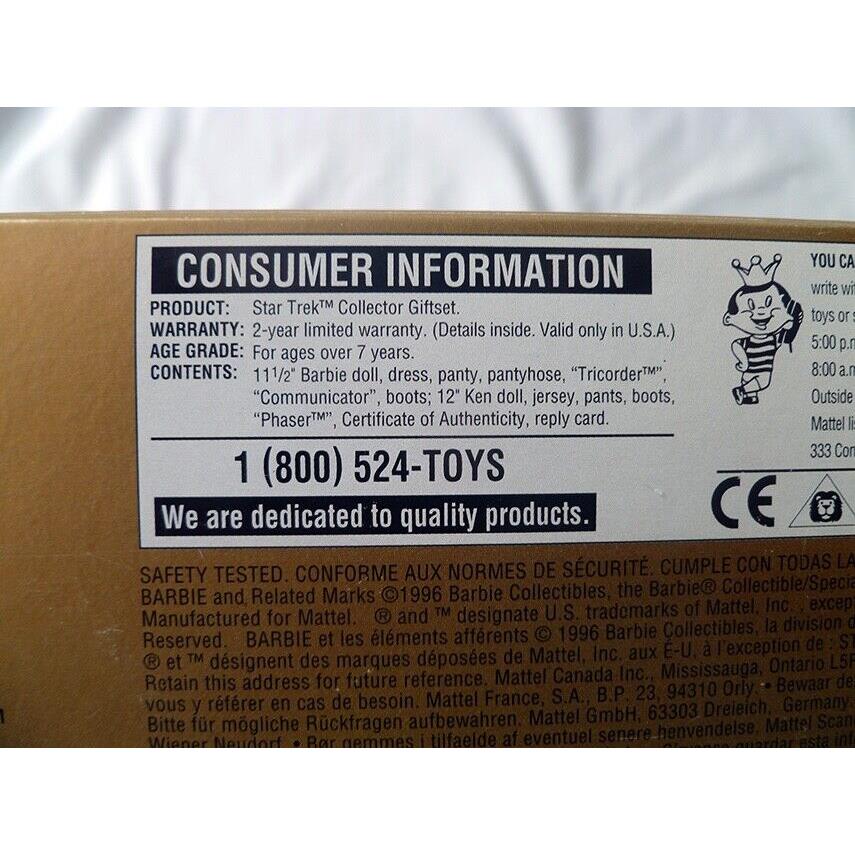 CONSUMER INFORMATION
PRODUCT: Star Trek™ Collector Giftset.
WARRANTY: 2-year limited warranty. (Details inside. Valid only in U.S.A.)
AGE GRADE: For ages over 7 years.
CONTENTS: 11 1/2" Barbie doll, dress, panty, pantyhose, “Tricorder™”,
“Communicator”, boots; 12" Ken doll, jersey, pants, boots,
“Phaser™”, Certificate of Authenticity, reply card.
1 (800) 524-TOYS
We are dedicated to quality products.
YOU CA
write wi
toys or s
5:00 p.n
8:00 a.m
Outside
Mattel li
333 Con
CE
SAFETY TESTED. CONFORME AUX NORMES DE SÉCURITÉ. CUMPLE CON TODAS LA
BARBIE and Related Marks ©1996 Barbie Collectibles, the Barbie® Collectible/Specia
Manufactured for Mattel. ® and ™ designate U.S. trademarks of Mattel, Inc., excep
Reserved. BARBIE et les éléments afférents © 1996 Barbie Collectibles, la division d
® et ™ désignent des marques déposées de Mattel, Inc. aux É-U, à l'exception de : ST
Retain this address for future reference. Mattel Canada Inc., Mississauga, Ontario L5R
vous y référer en cas de besoin. Mattel France, S.A., B.P. 23, 94310 Orly. • Bewaar de
Bitte für mögliche Rückfragen aufbewahren. Mattel GmbH, 63303 Dreieich, Germany.
Wiener Neudorf. • Bør gemmes i tilfælde af eventuel senere henvendelse. Mattel Scan
guardar esta inf